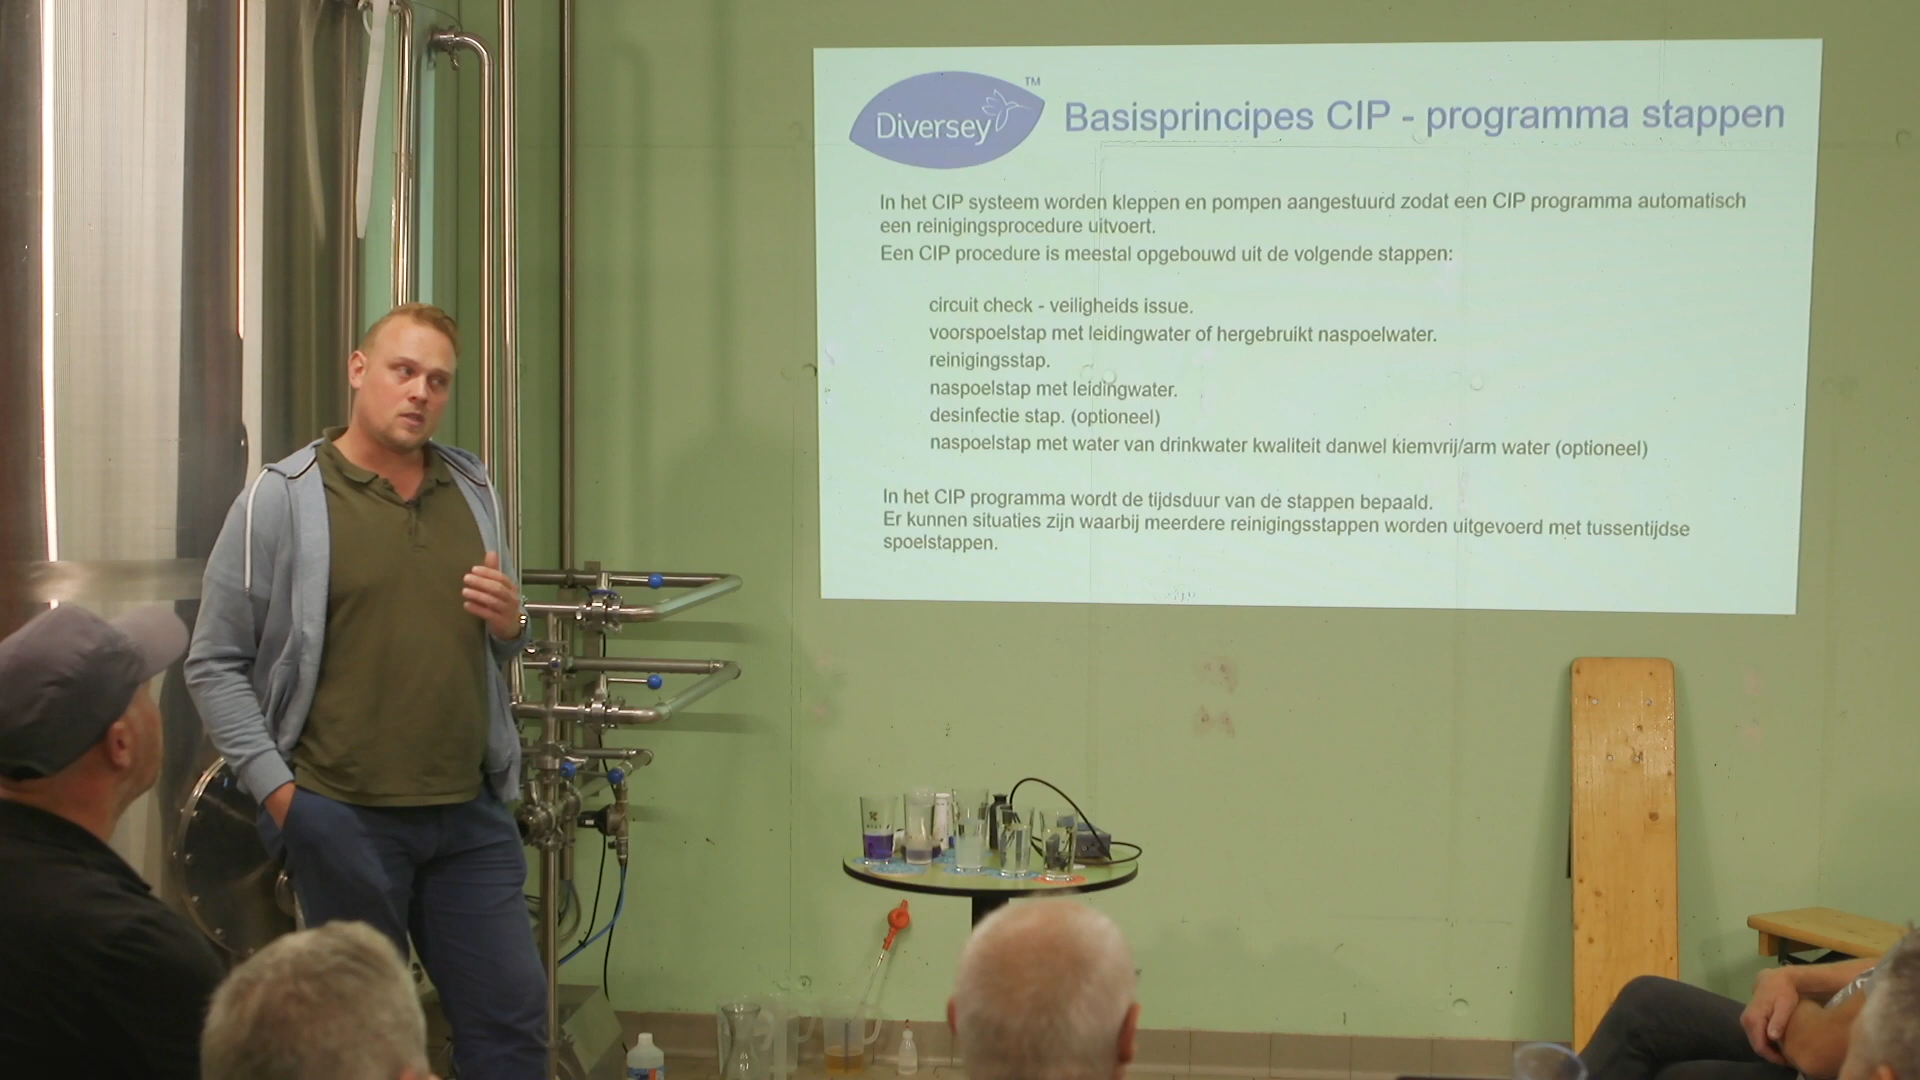 Diversey™
Basisprincipes CIP - programma stappen
In het CIP systeem worden kleppen en pompen aangestuurd zodat een CIP programma automatisch
een reinigingsprocedure uitvoert.
Een CIP procedure is meestal opgebouwd uit de volgende stappen:
circuit check - veiligheids issue.
voorspoelstap met leidingwater of hergebruikt naspoelwater.
reinigingsstap.
naspoelstap met leidingwater.
desinfectie stap. (optioneel)
naspoelstap met water van drinkwater kwaliteit danwel kiemvrij/arm water (optioneel)
In het CIP programma wordt de tijdsduur van de stappen bepaald.
Er kunnen situaties zijn waarbij meerdere reinigingsstappen worden uitgevoerd met tussentijdse
spoelstappen.